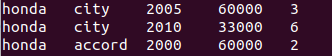 honda city 2005 60000 3
honda city 2010 33000 6
honda accord 2000 60000 2